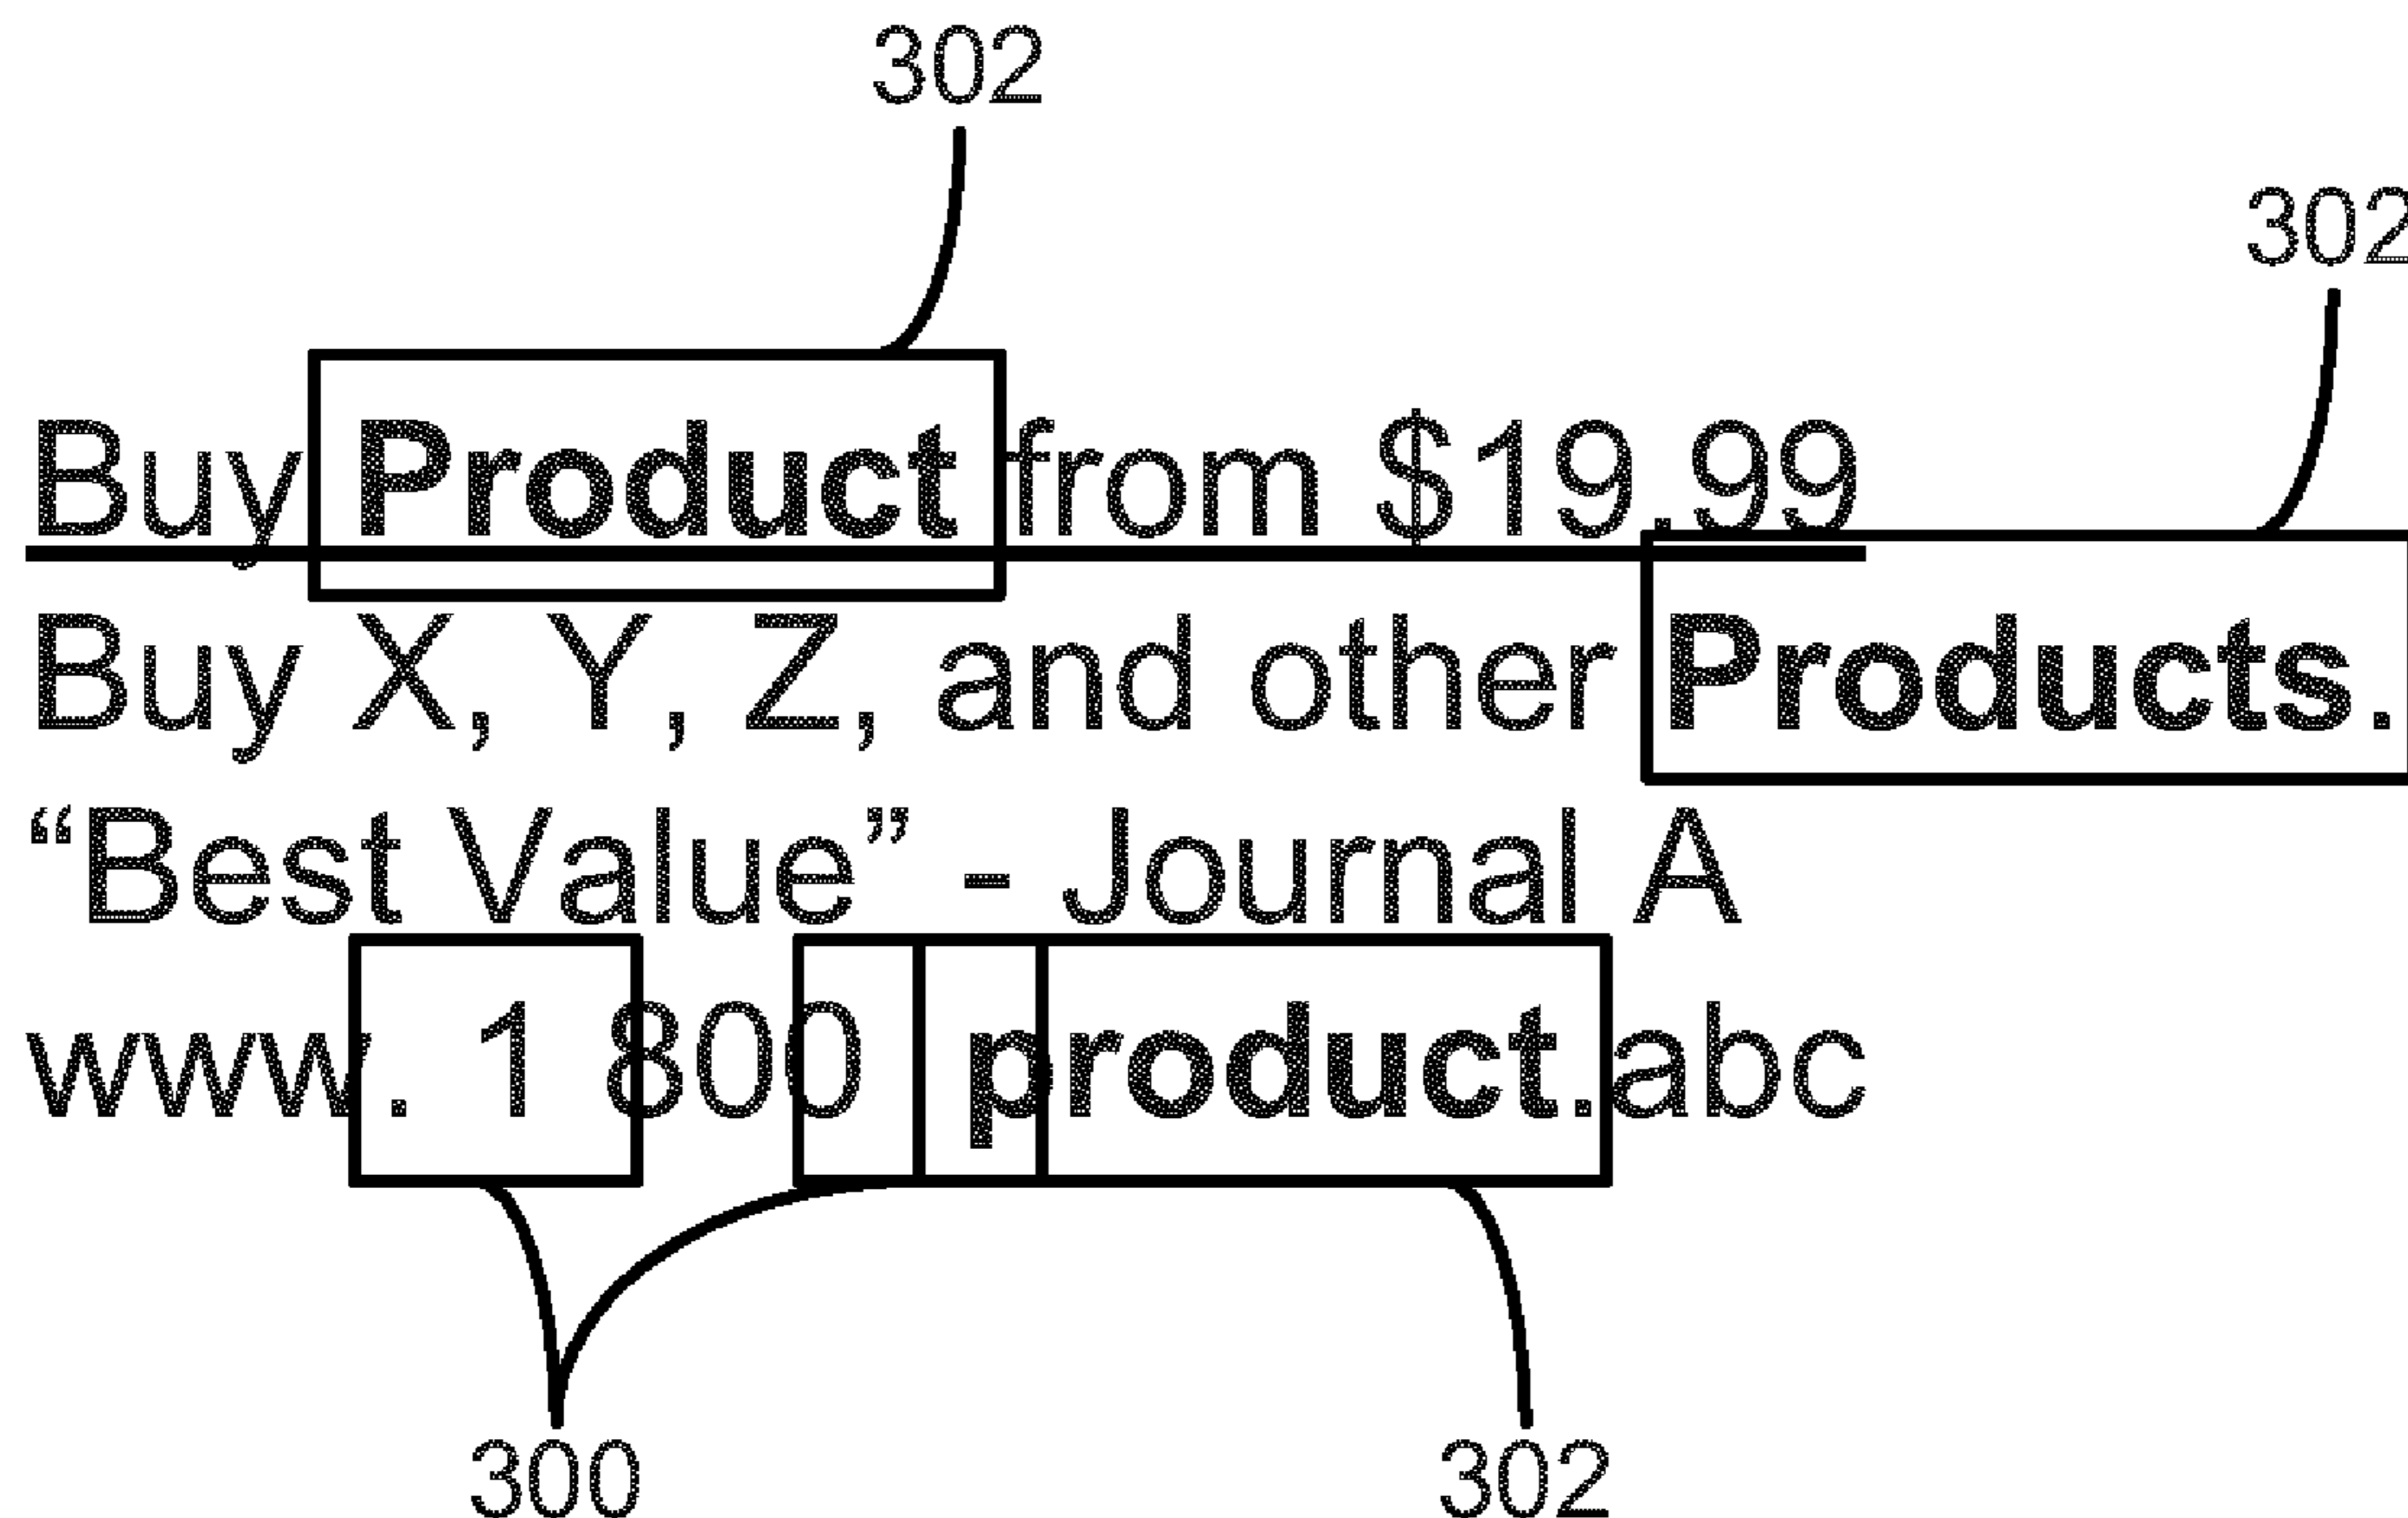 302
302
Buy Product from $19.99
Buy X, Y, Z, and other Products.
“Best Value” - Journal A
www. 1 800 product.abc
300 302